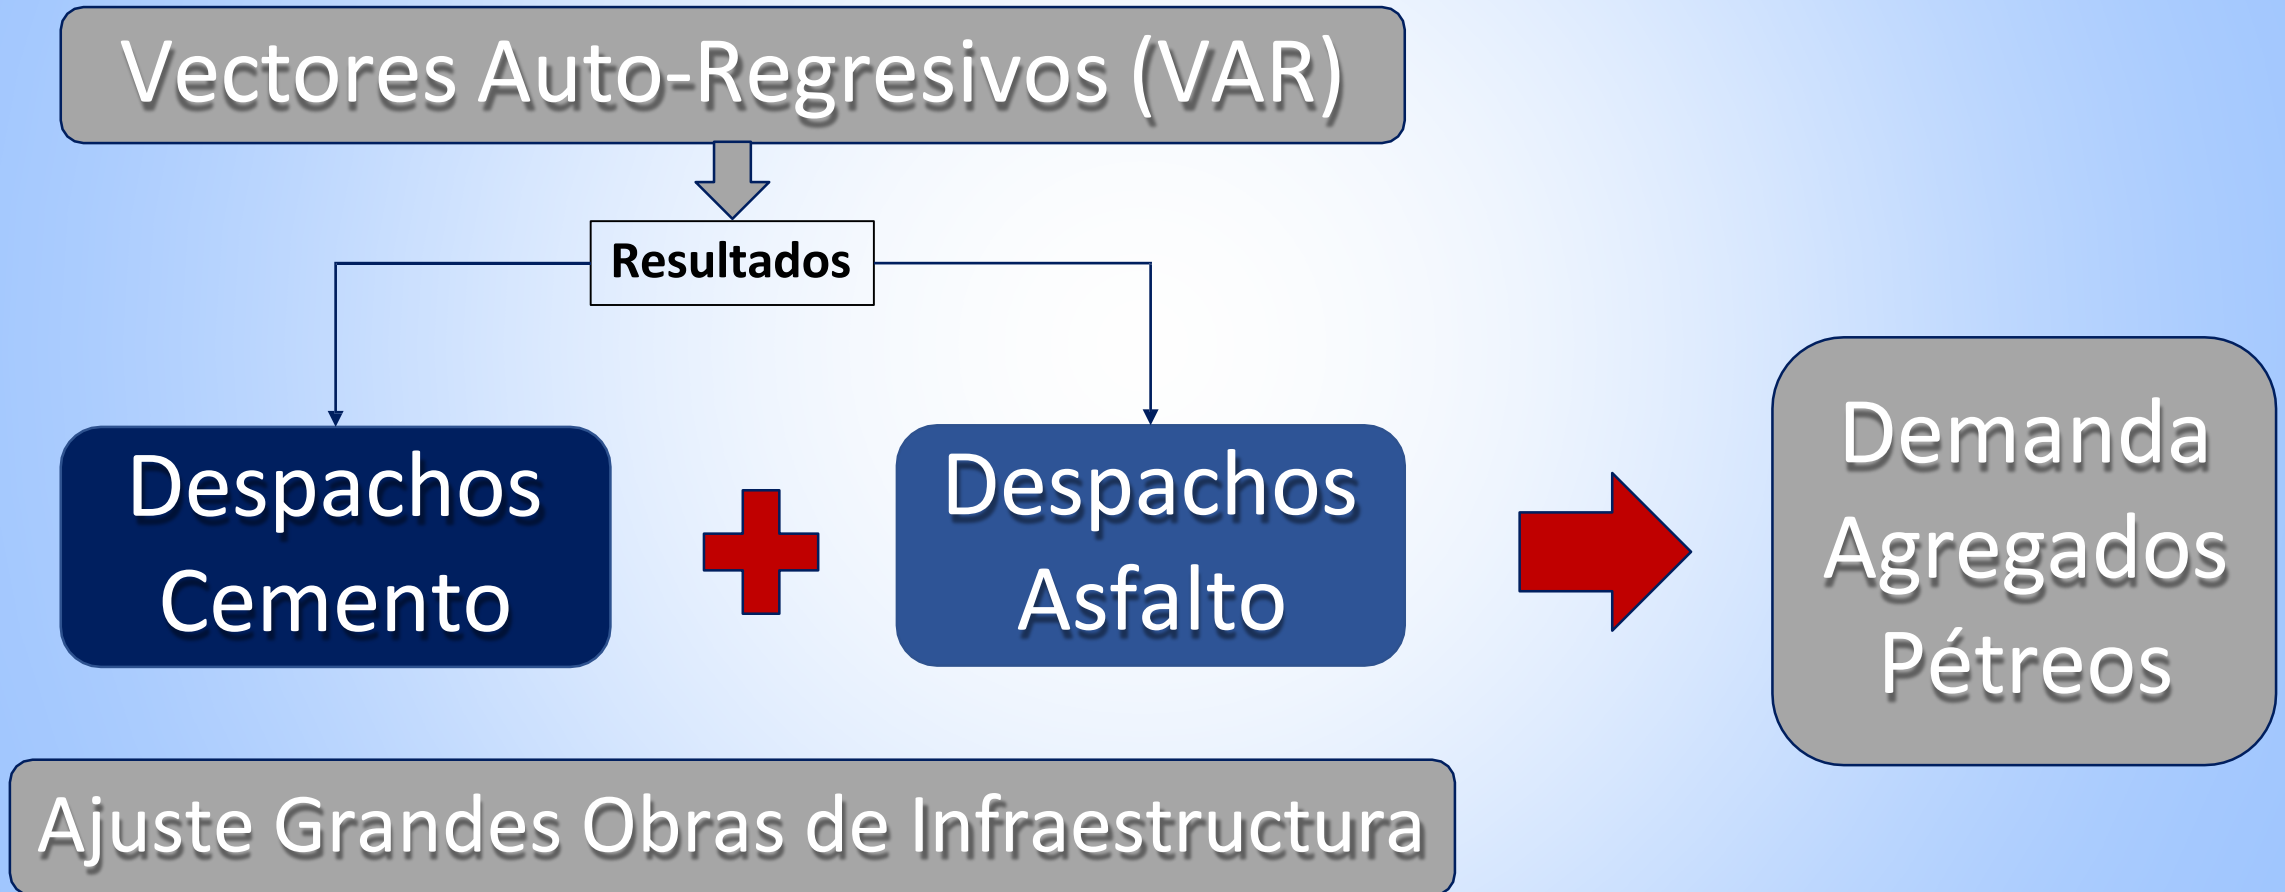 Vectores Auto-Regresivos (VAR)
Resultados
Despachos
Cemento
Despachos
Asfalto
Demanda
Agregados
Pétreos
Ajuste Grandes Obras de Infraestructura